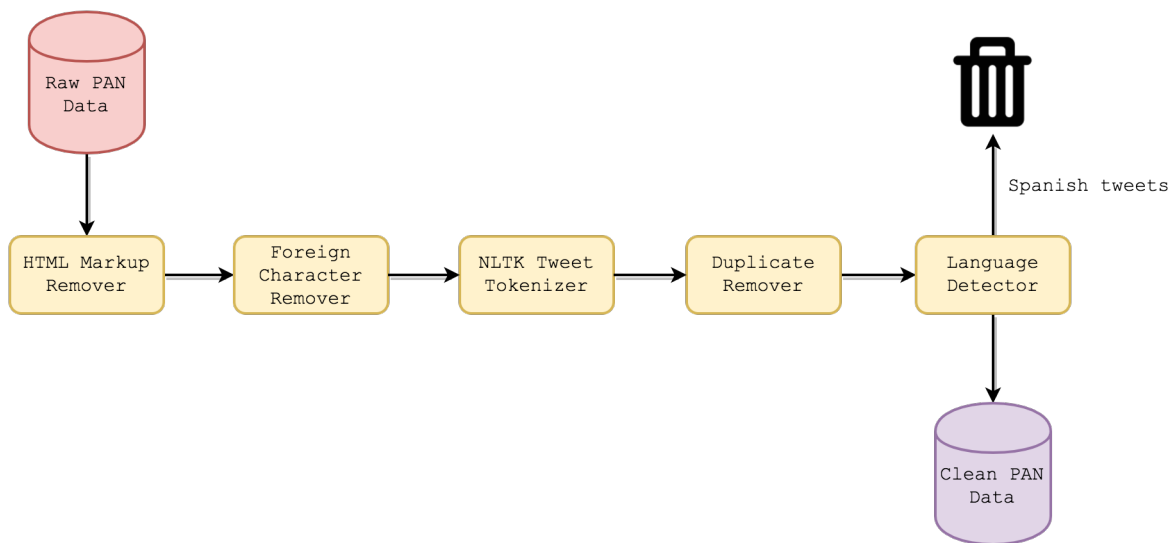 Raw PAN
Data
Spanish tweets
HTML Markup
Remover
Foreign
Character
Remover
NLTK Tweet
Tokenizer
Duplicate
Remover
Language
Detector
Clean PAN
Data